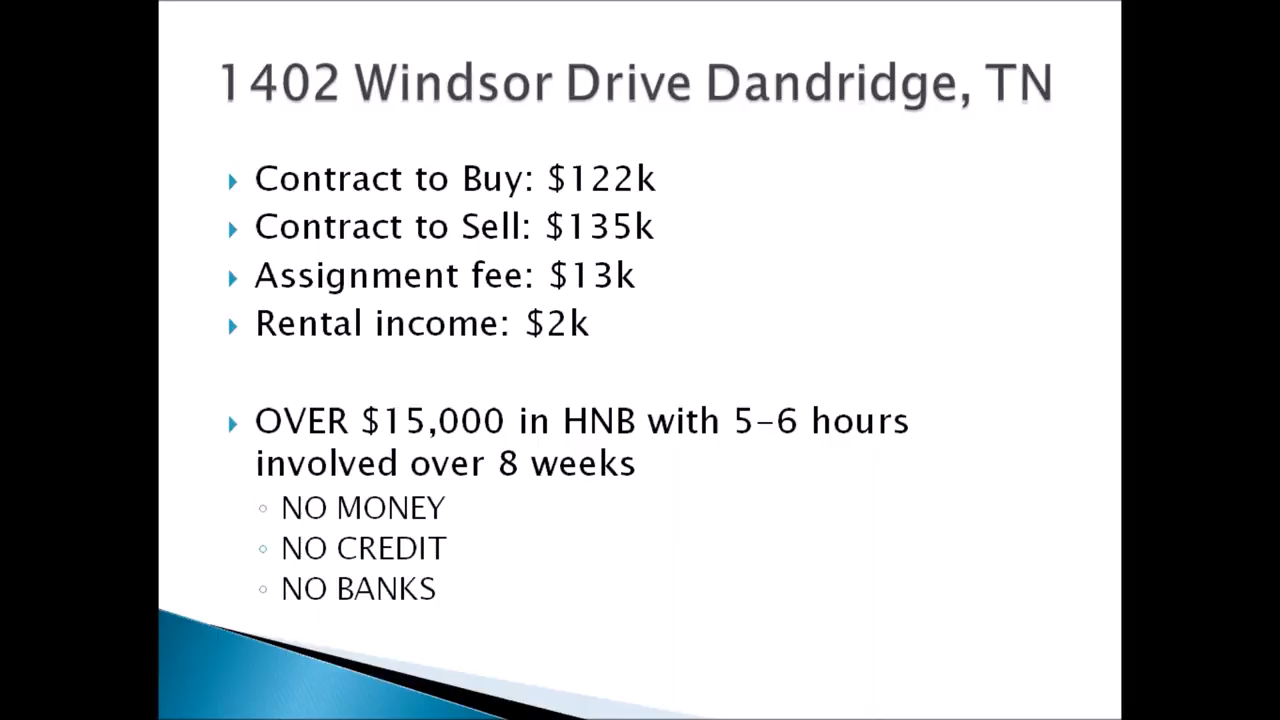 1402 Windsor Drive Dandridge, TN
Contract to Buy: $122k
Contract to Sell: $135k
Assignment fee: $13k
Rental income: $2k
OVER $15,000 in HNB with 5-6 hours
involved over 8 weeks
NO MONEY
NO CREDIT
NO BANKS